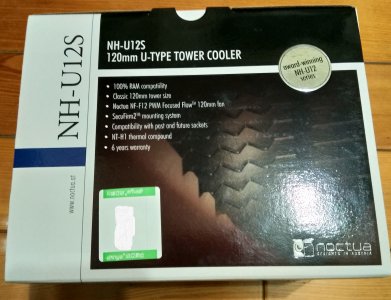 NH-U12S
www.noctua.at
NH-U12S
120mm U-TYPE TOWER COOLER
award-winning
NH-U12
series
• 100% RAM compatibility
• Classic 120mm tower size
• Noctua NF-F12 PWM Focused Flow™ 120mm fan
• SecuFirm2™ mounting system
• Compatibility with past and future sockets
• NT-H1 thermal compound
• 6 years warranty
noctua
DESIGNED IN AUSTRIA